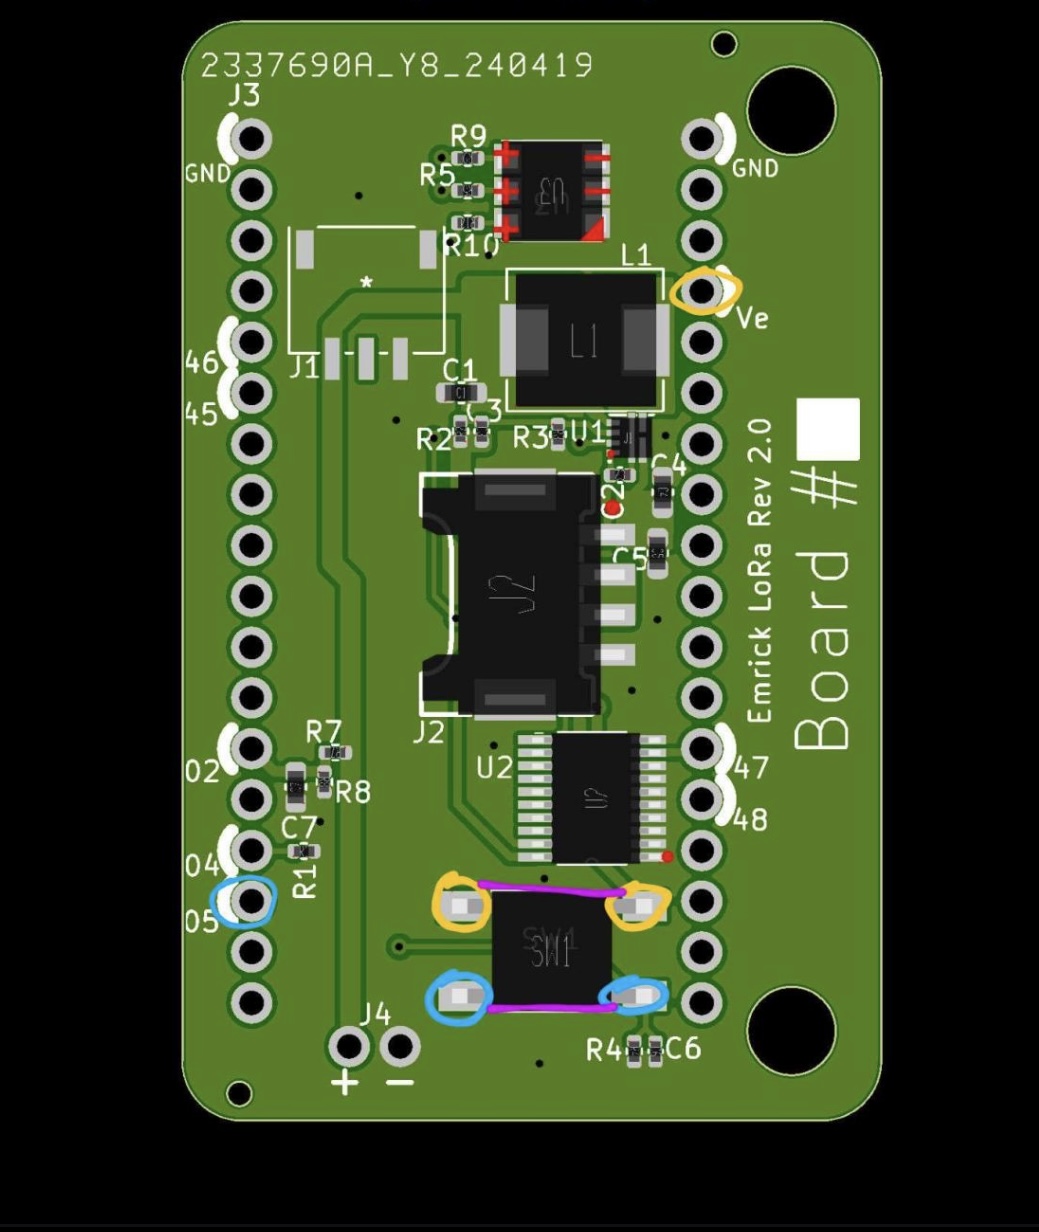 2337690A_Y8_240419
J3
R9
GND
R5
GND
U3
R10
L1
Ve
L1
46
J1
C1
45
C3
R2
R3
U1
C4
C2
C5
Emrick LoRa Rev 2.0
Board #
J2
J2
R7
02
U2
47
U2
R8
48
C7
04
R1
05
SW1
SW1
J4
R4
C6
+
−